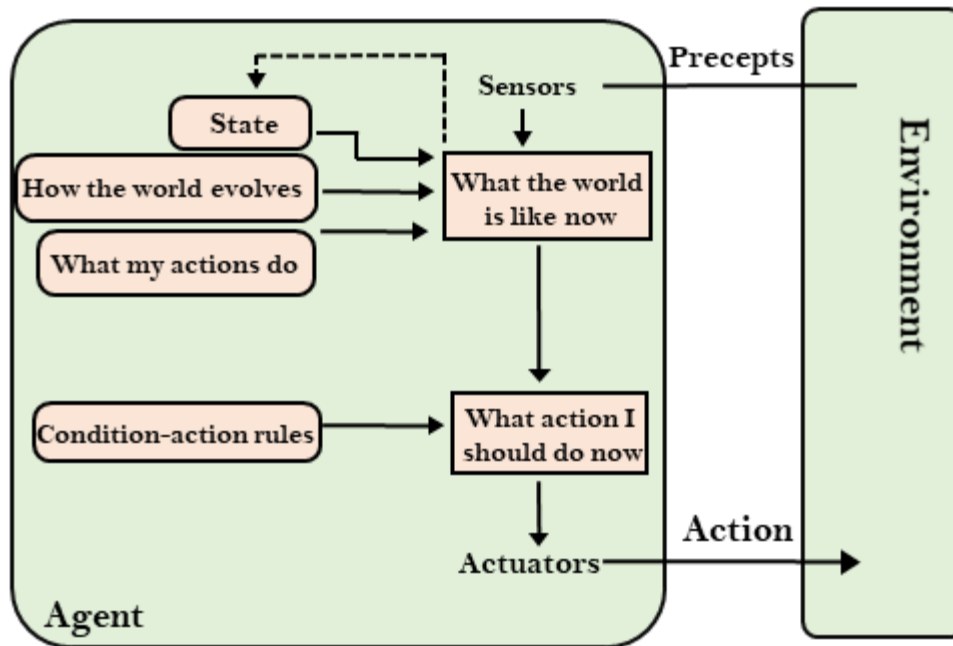 Precepts
Sensors
State
How the world evolves
What the world
is like now
What my actions do
Environment
Condition-action rules
What action I
should do now
Action
Actuators
Agent